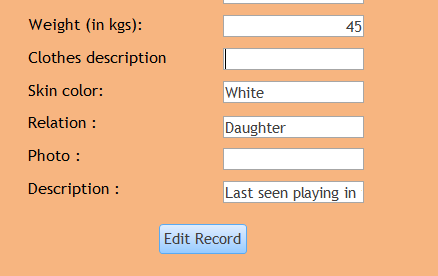 Weight (in kgs): 45
Clothes description
Skin color: White
Relation : Daughter
Photo :
Description : Last seen playing in
Edit Record